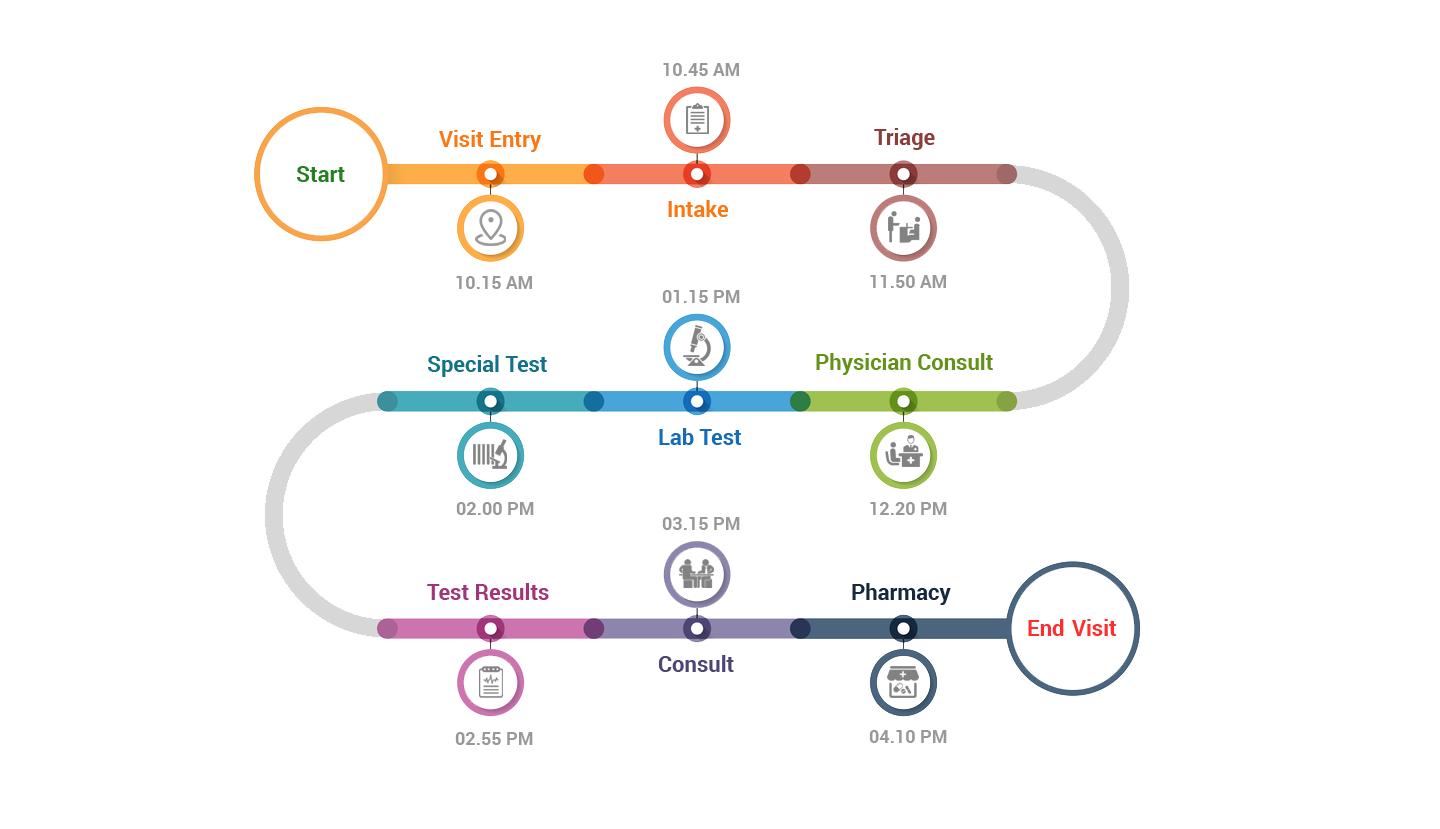 10.45 AM
Start
Visit Entry
Intake
Triage
10.15 AM
11.50 AM
01.15 PM
Physician Consult
Lab Test
Special Test
12.20 PM
02.00 PM
03.15 PM
Test Results
Consult
Pharmacy
End Visit
02.55 PM
04.10 PM